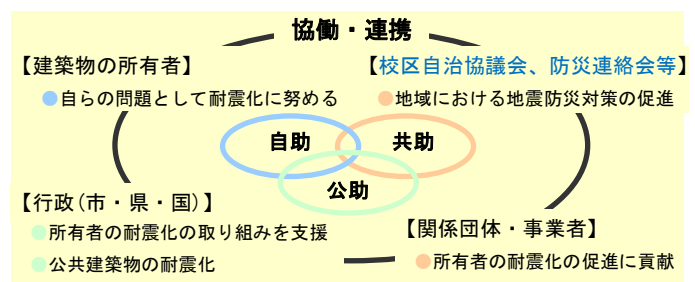 協働・連携
【建築物の所有者】
●自らの問題として耐震化に努める
【校区自治協議会、防災連絡会等】
●地域における地震防災対策の促進
自助
共助
公助
【行政(市・県・国)】
●所有者の耐震化の取り組みを支援
●公共建築物の耐震化
【関係団体・事業者】
●所有者の耐震化の促進に貢献